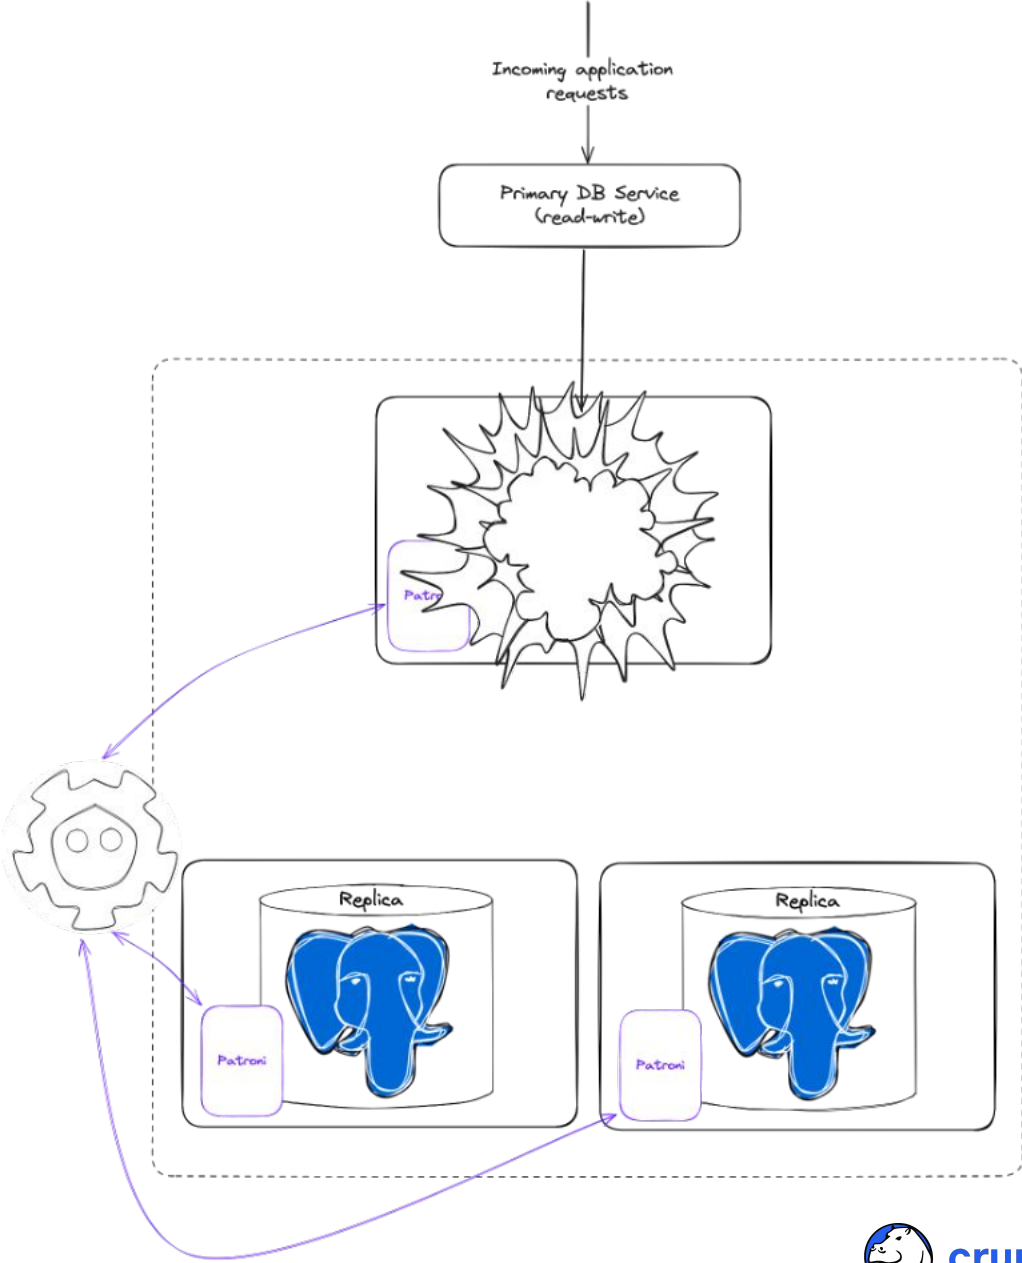 Incoming application
requests
Primary DB Service
(read-write)
Replica
Replica
Patroni
Patroni